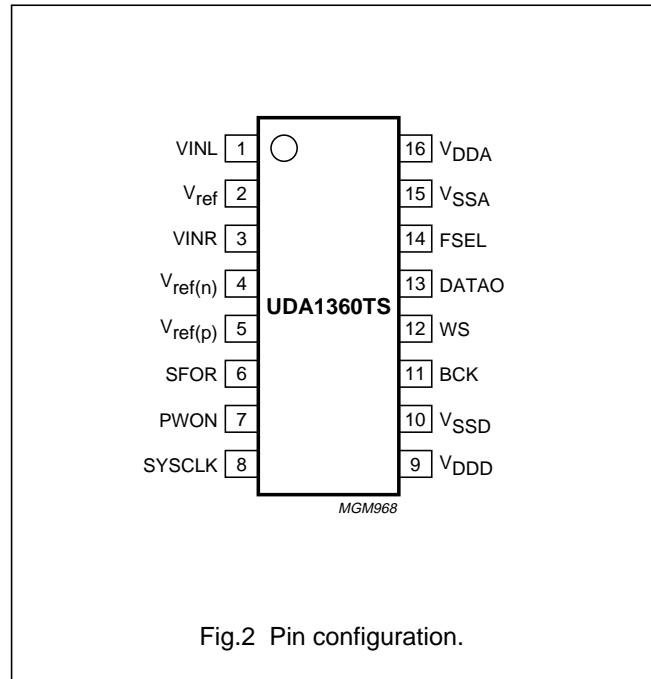 VINL 1 16 VDDA
Vref 2 15 VSSA
VINR 3 14 FSEL
Vref(n) 4 13 DATAO
UDA1360TS
Vref(p) 5 12 WS
SFOR 6 11 BCK
PWON 7 10 VSSD
SYSCLK 8 9 VDDD
MGM968
Fig.2 Pin configuration.